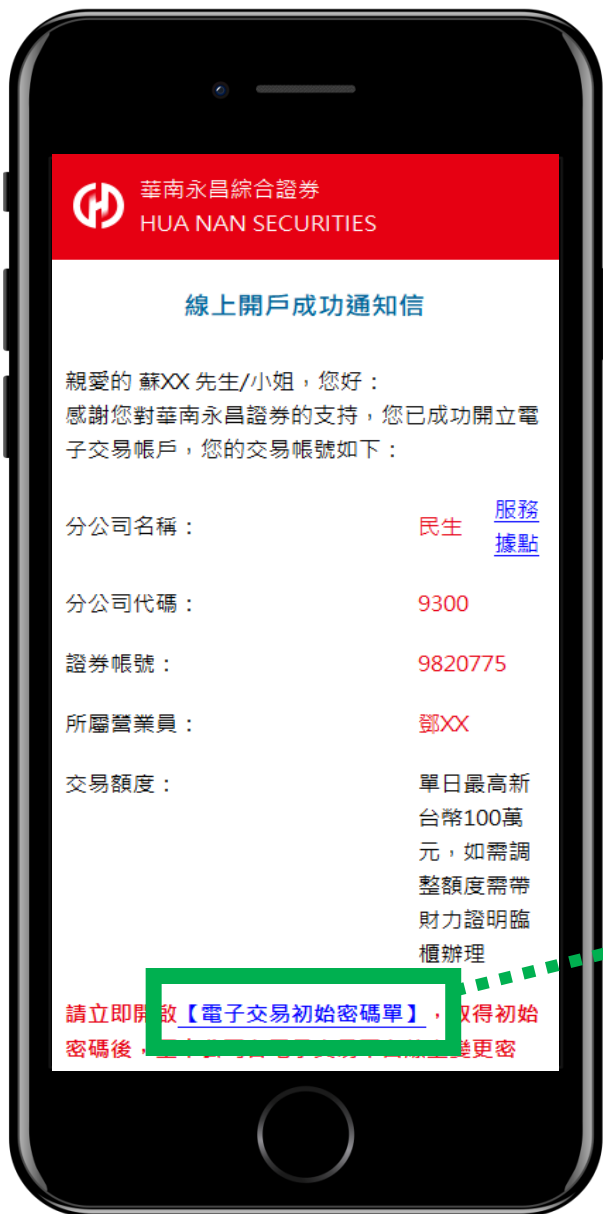 華南永昌綜合證券
HUA NAN SECURITIES
線上開戶成功通知信
親愛的 蘇XX 先生/小姐，您好：
感謝您對華南永昌證券的支持，您已成功開立電
子交易帳戶，您的交易帳號如下：
分公司名稱： 民生 服務
據點
分公司代碼： 9300
證券帳號： 9820775
所屬營業員： 鄧XX
交易額度： 單日最高新
台幣100萬
元，如需調
整額度需帶
財力證明臨
櫃辦理
請立即開啟【電子交易初始密碼單】，取得初始
密碼後，變更密